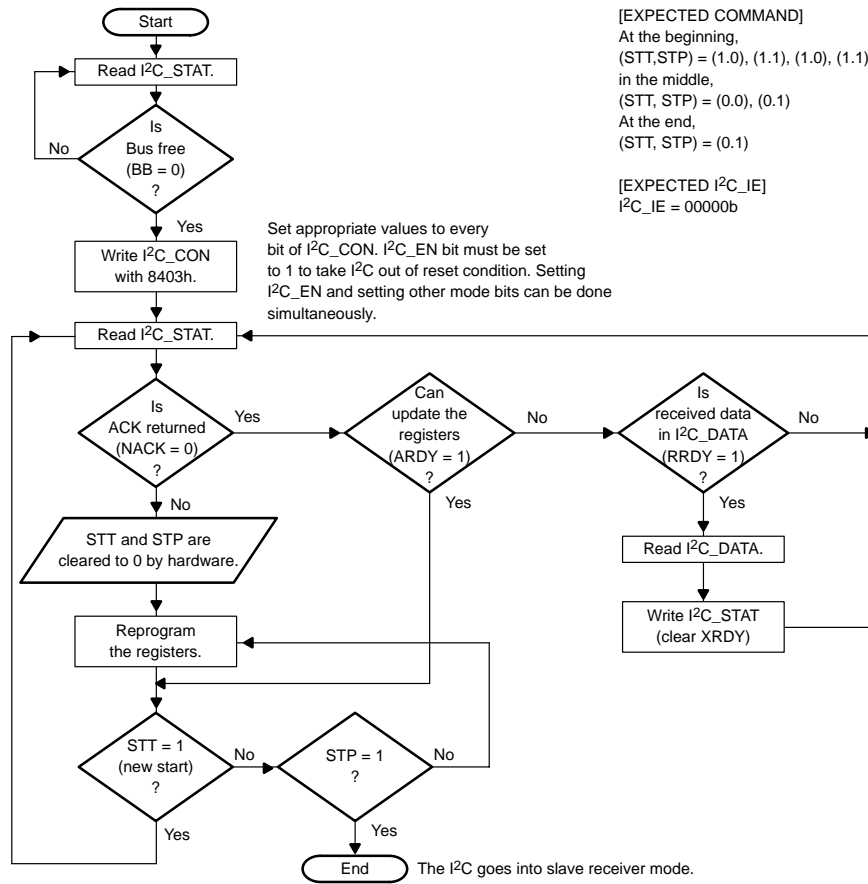 Start
Read I2C_STAT.
Is
Bus free
(BB = 0)
?
No
Yes
Write I2C_CON
with 8403h.
Set appropriate values to every
bit of I2C_CON. I2C_EN bit must be set
to 1 to take I2C out of reset condition. Setting
I2C_EN and setting other mode bits can be done
simultaneously.
[EXPECTED COMMAND]
At the beginning,
(STT,STP) = (1.0), (1.1), (1.0), (1.1)
in the middle,
(STT, STP) = (0.0), (0.1)
At the end,
(STT, STP) = (0.1)
[EXPECTED I2C_IE]
I2C_IE = 00000b
Read I2C_STAT.
Is
ACK returned
(NACK = 0)
?
Yes
No
Can
update the
registers
(ARDY = 1)
?
No
Yes
Is
received data
in I2C_DATA
(RRDY = 1)
?
No
Yes
STT and STP are
cleared to 0 by hardware.
Read I2C_DATA.
Write I2C_STAT
(clear XRDY)
Reprogram
the registers.
STT = 1
(new start)
?
No
Yes
STP = 1
?
No
Yes
End
The I2C goes into slave receiver mode.